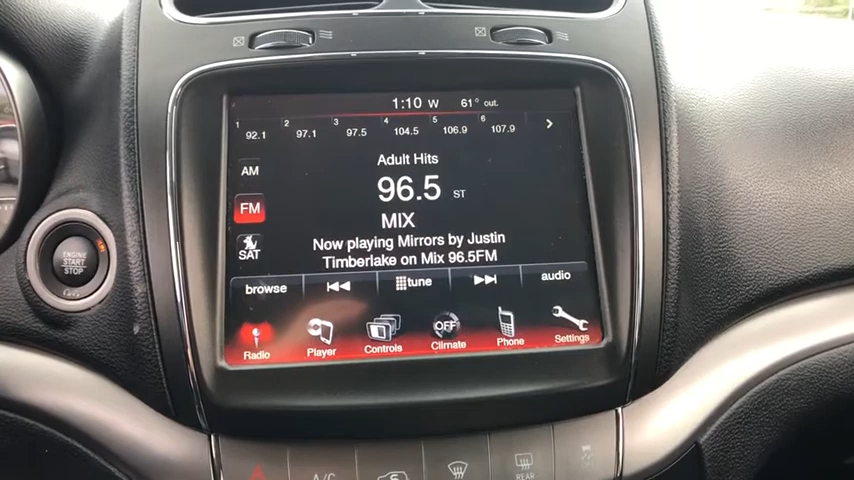 1:10 W 61° out.
1 92.1 2 97.1 3 97.5 4 104.5 5 106.9 6 107.9
Adult Hits
AM
96.5 ST
FM
MIX
SAT
Now playing Mirrors by Justin
Timberlake on Mix 96.5FM
browse tune audio
Radio Player Controls OFF Climate Phone Settings
ENGINE
START
STOP
A/C
REAR